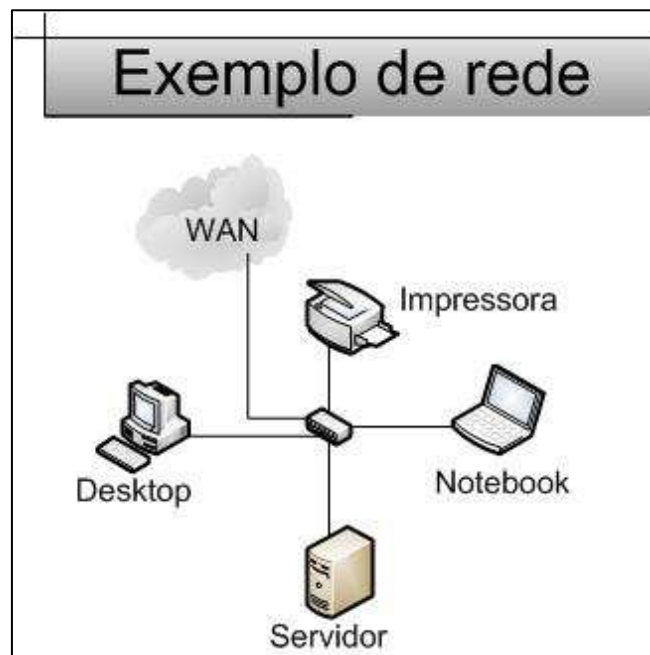 Exemplo de rede
WAN
Impressora
Desktop
Notebook
Servidor